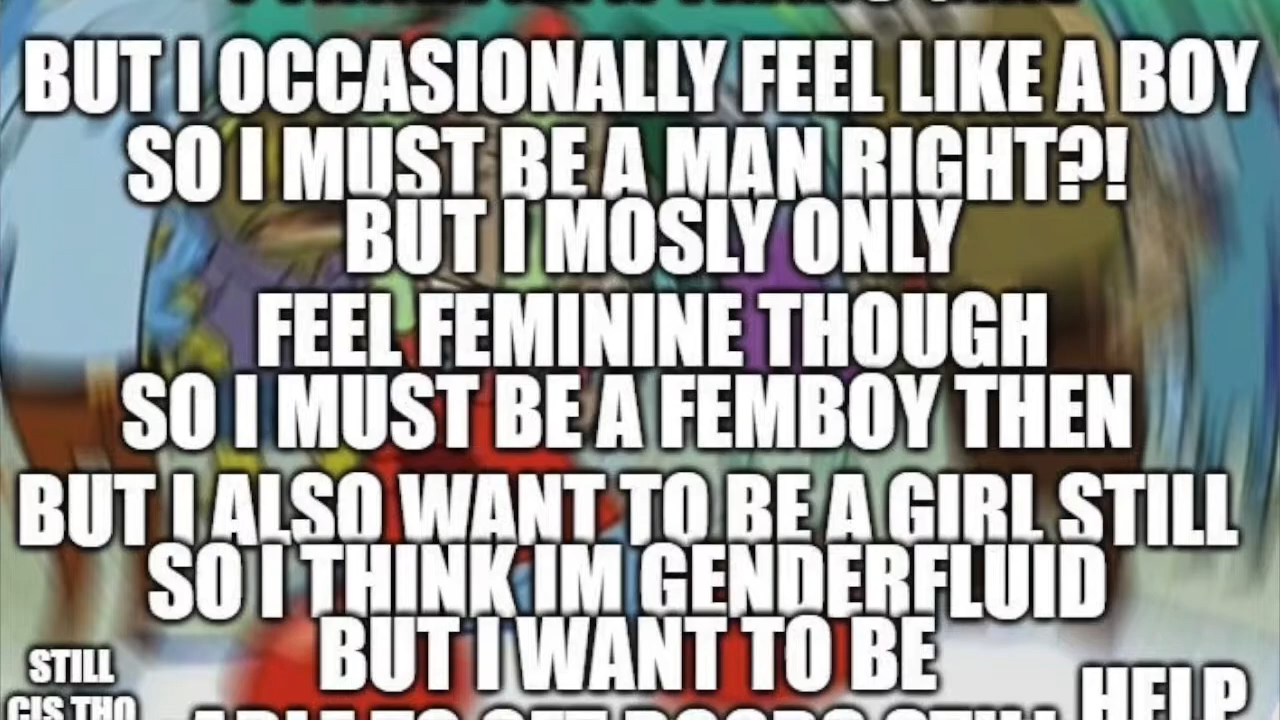 BUT I OCCASIONALLY FEEL LIKE A BOY
SO I MUST BE A MAN RIGHT?!
BUT I MOSLY ONLY
FEEL FEMININE THOUGH
SO I MUST BE A FEMBOY THEN
BUT I ALSO WANT TO BE A GIRL STILL
SO I THINK IM GENDERFLUID
BUT I WANT TO BE
STILL
CIS THO
HELP